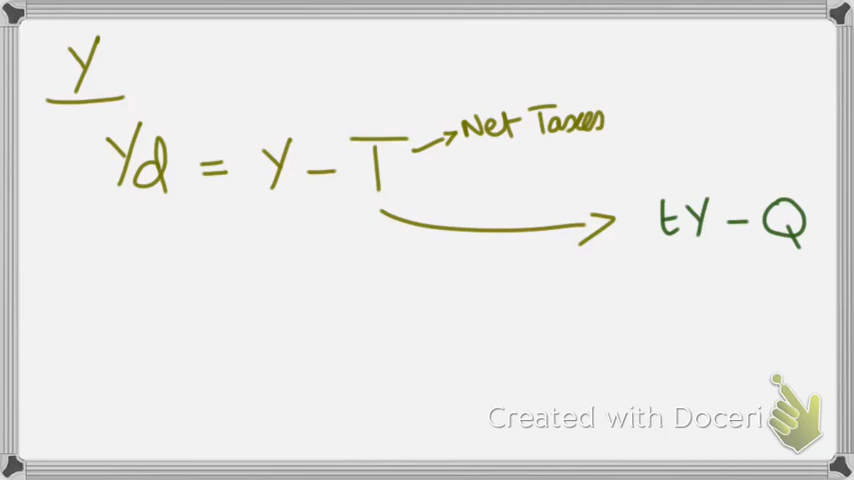 Y
Yd = Y - T → Net Taxes
tY - Q
Created with Doceri